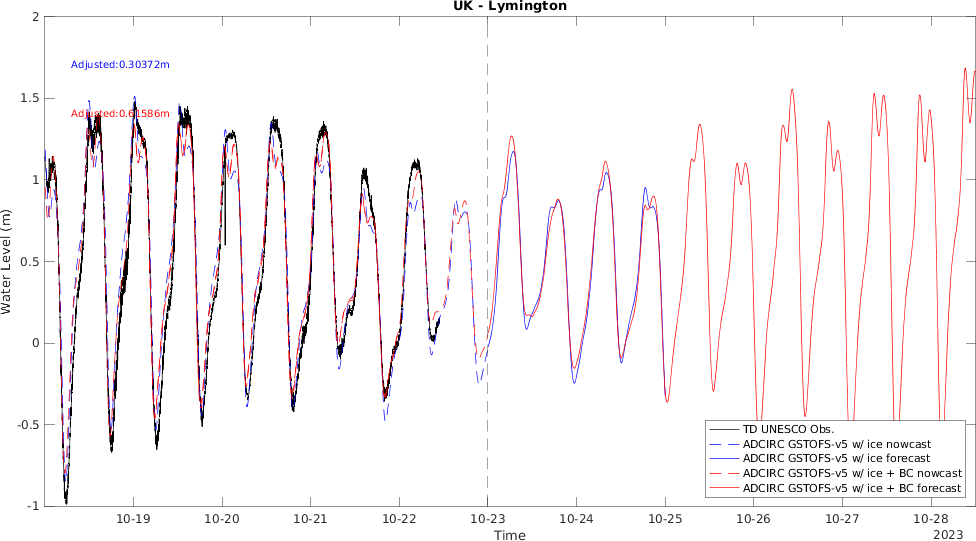 UK - Lymington
2
1.5
1
0.5
0
-0.5
-1
Water Level (m)
Adjusted:0.30372m
Adjusted:0.61586m
TD UNESCO Obs.
ADCIRC GSTOFS-v5 w/ ice nowcast
ADCIRC GSTOFS-v5 w/ ice forecast
ADCIRC GSTOFS-v5 w/ ice + BC nowcast
ADCIRC GSTOFS-v5 w/ ice + BC forecast
10-19 10-20 10-21 10-22 10-23 10-24 10-25 10-26 10-27 10-28
Time
2023